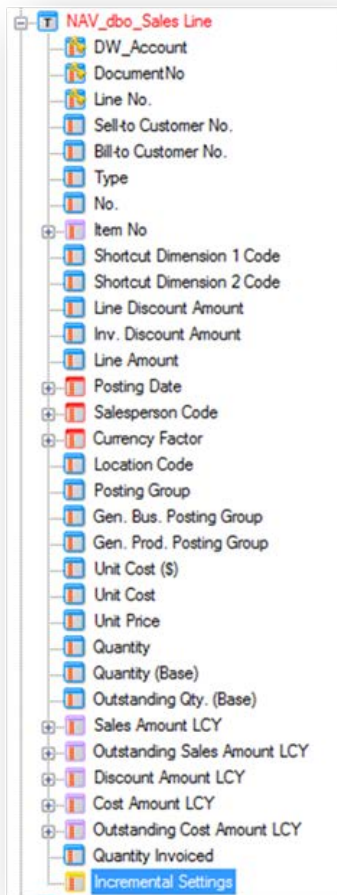 NAV_dbo_Sales Line
DW_Account
DocumentNo
Line No.
Sell-to Customer No.
Bill-to Customer No.
Type
No.
Item No
Shortcut Dimension 1 Code
Shortcut Dimension 2 Code
Line Discount Amount
Inv. Discount Amount
Line Amount
Posting Date
Salesperson Code
Currency Factor
Location Code
Posting Group
Gen. Bus. Posting Group
Gen. Prod. Posting Group
Unit Cost ($)
Unit Cost
Unit Price
Quantity
Quantity (Base)
Outstanding Qty. (Base)
Sales Amount LCY
Outstanding Sales Amount LCY
Discount Amount LCY
Cost Amount LCY
Outstanding Cost Amount LCY
Quantity Invoiced
Incremental Settings